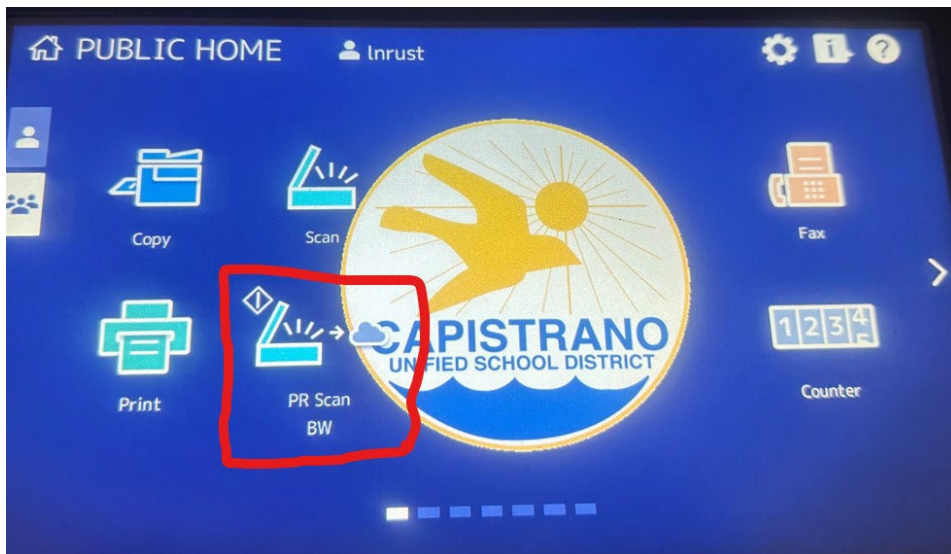 PUBLIC HOME
lnrust
Copy
Scan
Fax
CAPISTRANO
UNIFIED SCHOOL DISTRICT
Print
PR Scan
BW
1234
Counter